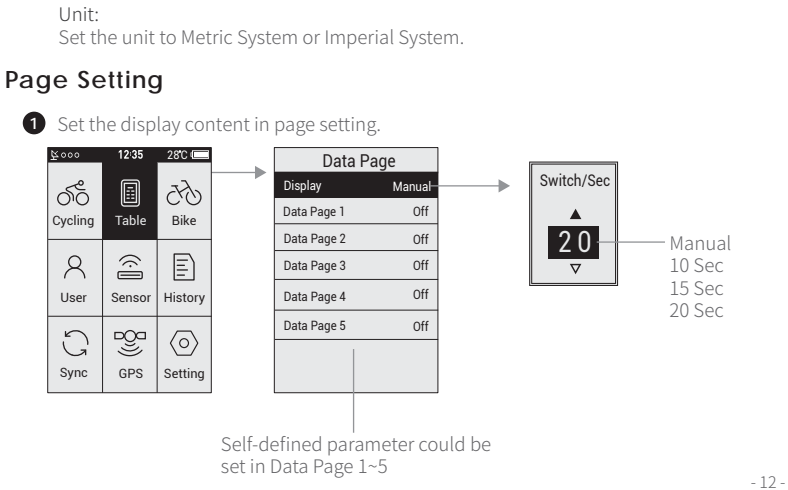 Unit:
Set the unit to Metric System or Imperial System.
Page Setting
1 Set the display content in page setting.
12:35 28°C
Cycling Table Bike
User Sensor History
Sync GPS Setting
Data Page
Display Manual
Data Page 1 Off
Data Page 2 Off
Data Page 3 Off
Data Page 4 Off
Data Page 5 Off
Switch/Sec
20
Manual
10 Sec
15 Sec
20 Sec
Self-defined parameter could be
set in Data Page 1~5
- 12 -